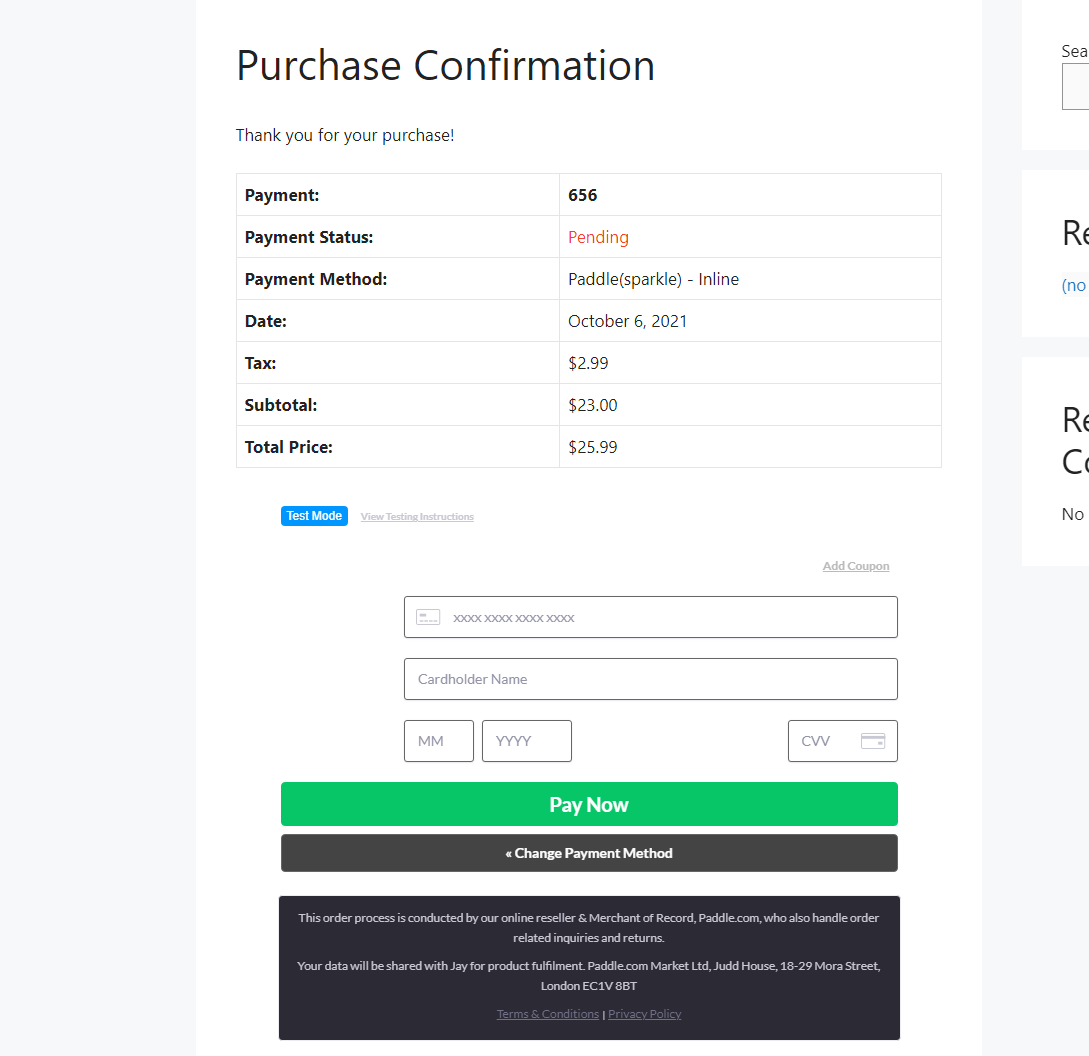 Purchase Confirmation
Thank you for your purchase!
Payment: 656
Payment Status: Pending
Payment Method: Paddle(sparkle) - Inline
Date: October 6, 2021
Tax: $2.99
Subtotal: $23.00
Total Price: $25.99
Test Mode View Testing Instructions
Add Coupon
xxxx xxxx xxxx xxxx
Cardholder Name
MM YYYY CVV
Pay Now
« Change Payment Method
This order process is conducted by our online reseller & Merchant of Record, Paddle.com, who also handle order
related inquiries and returns.
Your data will be shared with Jay for product fulfilment. Paddle.com Market Ltd, Judd House, 18-29 Mora Street,
London EC1V 8BT
Terms & Conditions | Privacy Policy
Sea
Re
(no
Re
Co
No